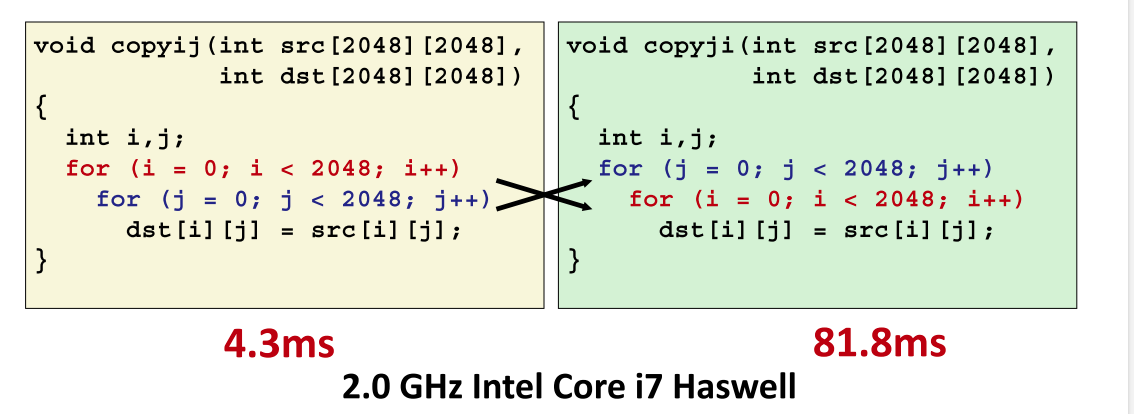 void copyij(int src[2048][2048],
            int dst[2048][2048])
{
  int i,j;
  for (i = 0; i < 2048; i++)
    for (j = 0; j < 2048; j++)
      dst[i][j] = src[i][j];
}
4.3ms
void copyji(int src[2048][2048],
            int dst[2048][2048])
{
  int i,j;
  for (j = 0; j < 2048; j++)
    for (i = 0; i < 2048; i++)
      dst[i][j] = src[i][j];
}
81.8ms
2.0 GHz Intel Core i7 Haswell